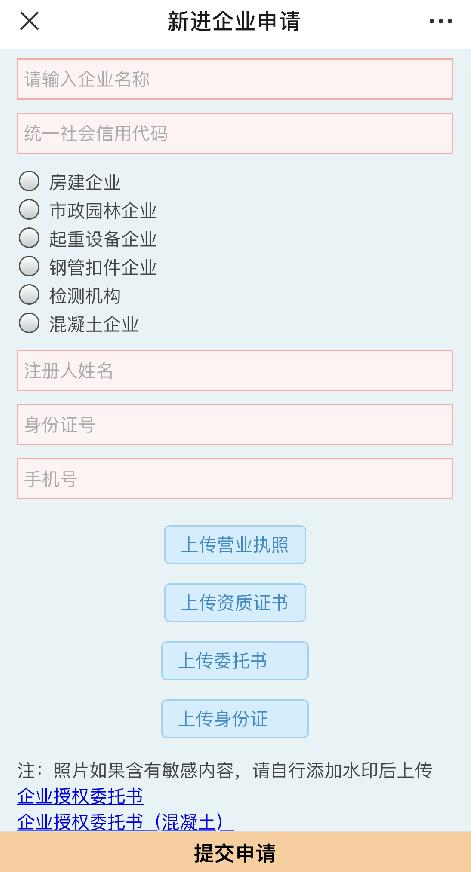 新进企业申请
请输入企业名称
统一社会信用代码
房建企业
市政园林企业
起重设备企业
钢管扣件企业
检测机构
混凝土企业
注册人姓名
身份证号
手机号
上传营业执照
上传资质证书
上传委托书
上传身份证
注：照片如果含有敏感内容，请自行添加水印后上传
企业授权委托书
企业授权委托书（混凝土）
提交申请